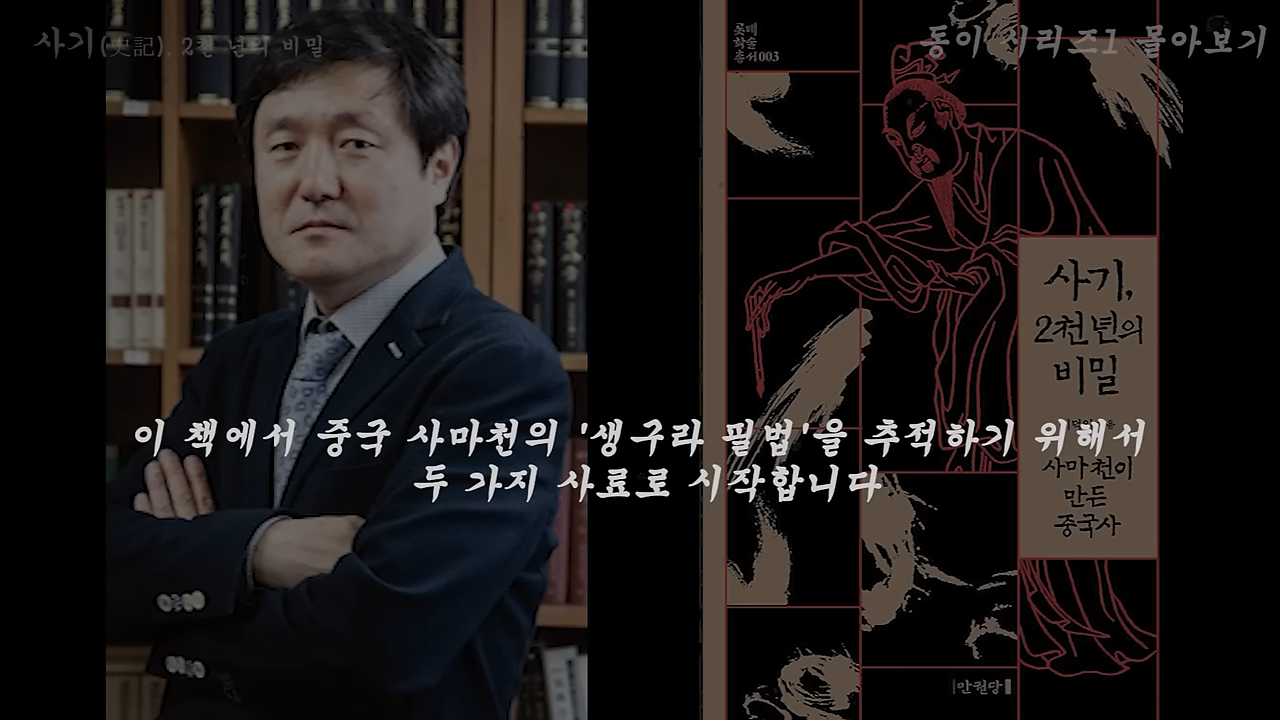 사기(史記), 2천 년의 비밀
동이 시리즈1 몰아보기
롯데
학술
총서003
사기,
2천년의
비밀
사마천이
만든
중국사
이 책에서 중국 사마천의 '생구라 필법'을 추적하기 위해서
두 가지 사료로 시작합니다
만권당